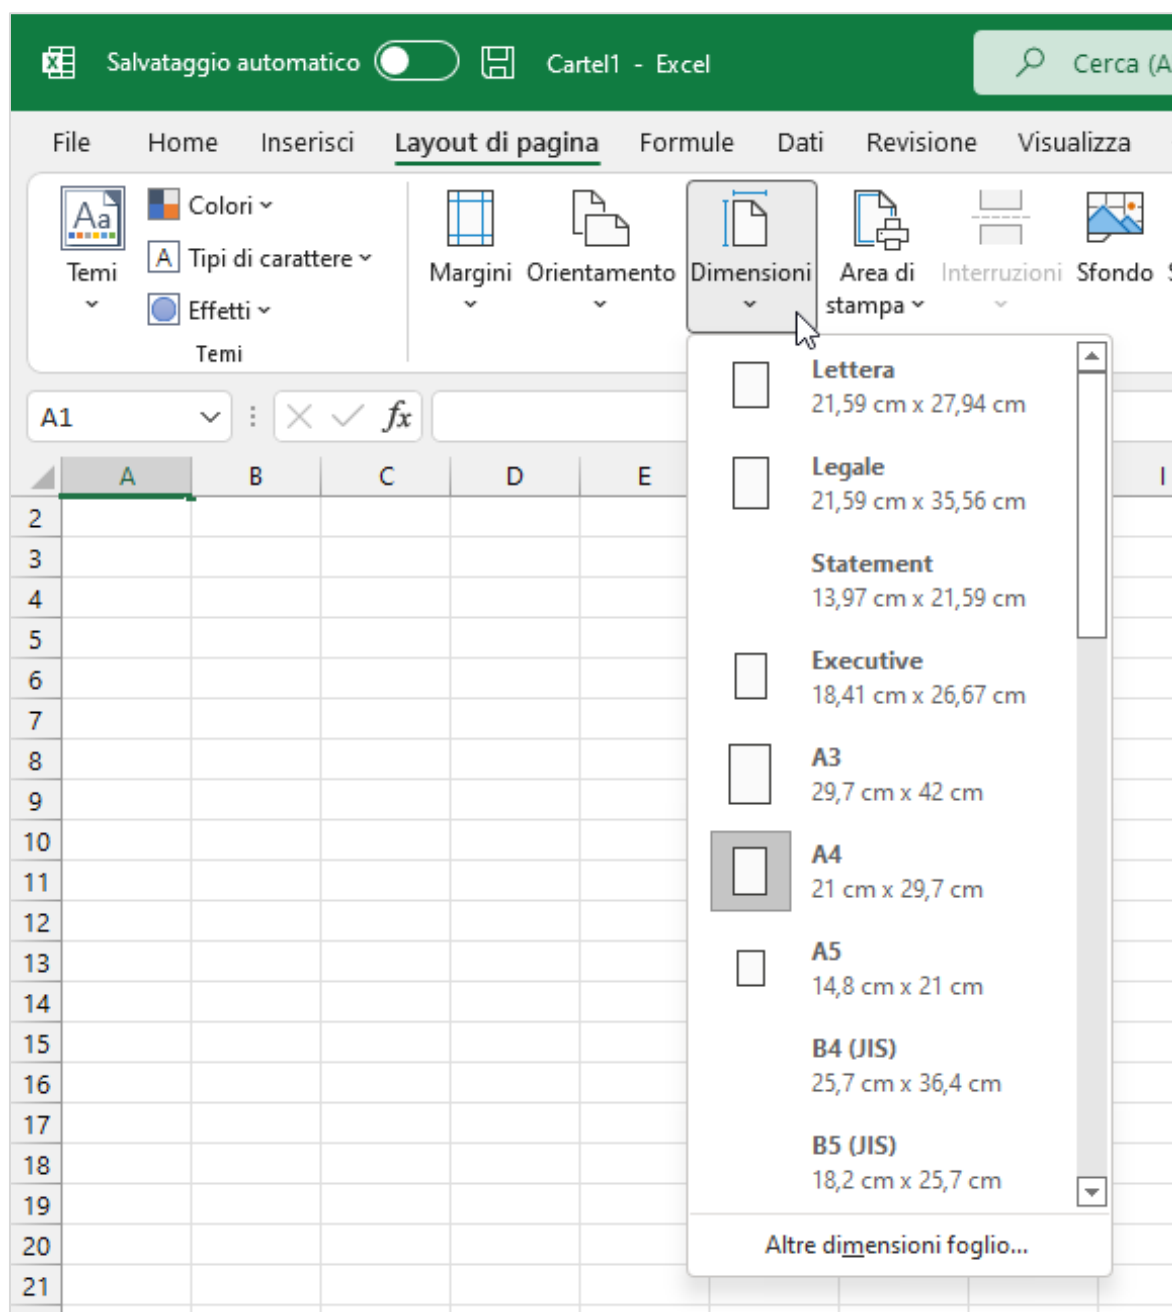 Salvataggio automatico Cartel1 - Excel Cerca (A
File Home Inserisci Layout di pagina Formule Dati Revisione Visualizza
Aa Temi
Colori
A Tipi di carattere
Effetti
Temi
Margini Orientamento Dimensioni Area di stampa Interruzioni Sfondo
A1 fx
A B C D E I
Lettera
21,59 cm x 27,94 cm
Legale
21,59 cm x 35,56 cm
Statement
13,97 cm x 21,59 cm
Executive
18,41 cm x 26,67 cm
A3
29,7 cm x 42 cm
A4
21 cm x 29,7 cm
A5
14,8 cm x 21 cm
B4 (JIS)
25,7 cm x 36,4 cm
B5 (JIS)
18,2 cm x 25,7 cm
Altre dimensioni foglio...
2
3
4
5
6
7
8
9
10
11
12
13
14
15
16
17
18
19
20
21